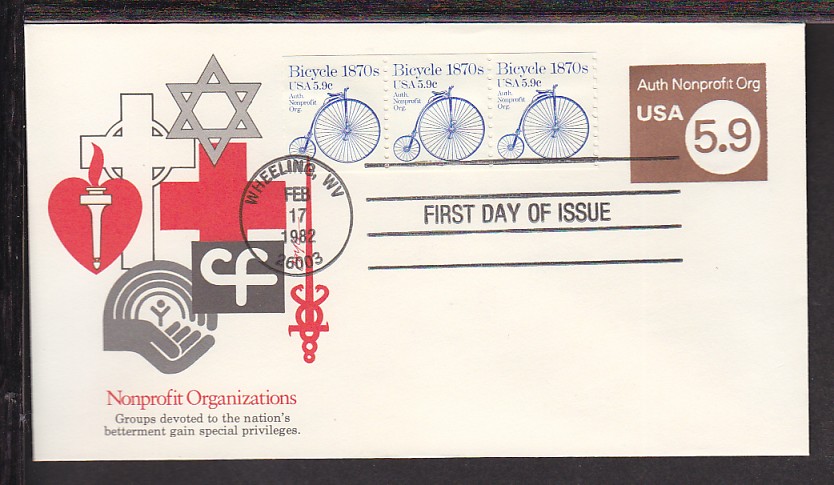 Bicycle 1870s
USA 5.9c
Auth.
Nonprofit
Org.
Bicycle 1870s
USA 5.9c
Auth.
Nonprofit
Org.
Bicycle 1870s
USA 5.9c
Auth.
Nonprofit
Org.
Auth Nonprofit Org
USA
5.9
WHEELING, WV
FEB
17
1982
26003
FIRST DAY OF ISSUE
Nonprofit Organizations
Groups devoted to the nation's
betterment gain special privileges.